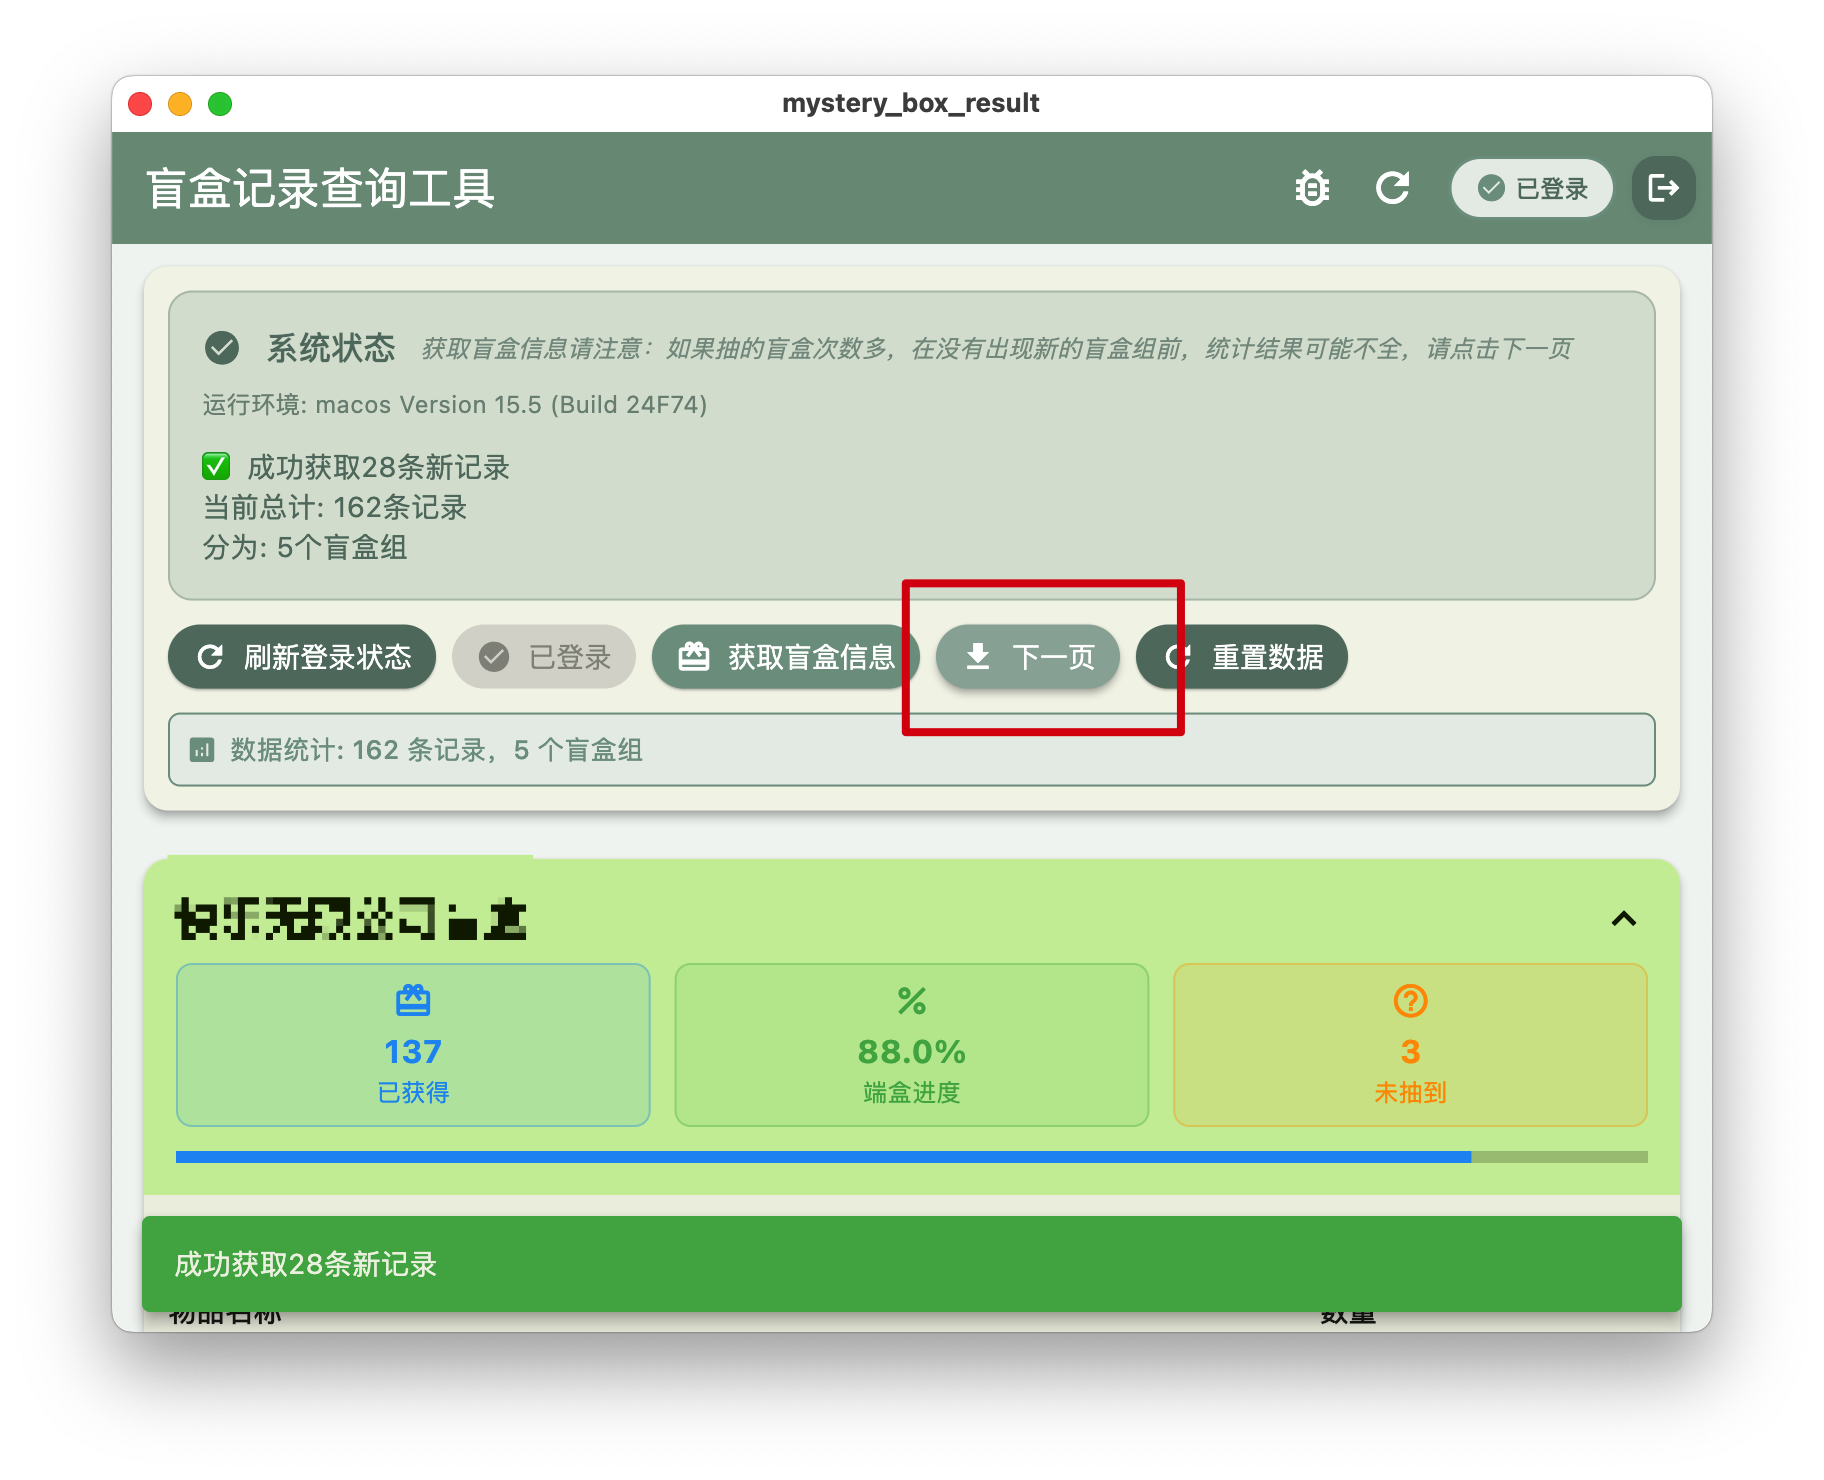 mystery_box_result
盲盒记录查询工具
已登录
系统状态 获取盲盒信息请注意：如果抽的盲盒次数多，在没有出现新的盲盒组前，统计结果可能不全，请点击下一页
运行环境: macos Version 15.5 (Build 24F74)
✅ 成功获取28条新记录
当前总计: 162条记录
分为: 5个盲盒组
刷新登录状态 已登录 获取盲盒信息 下一页 重置数据
数据统计: 162 条记录，5 个盲盒组
137 88.0% 3
已获得 端盒进度 未抽到
成功获取28条新记录
物品名称 数量